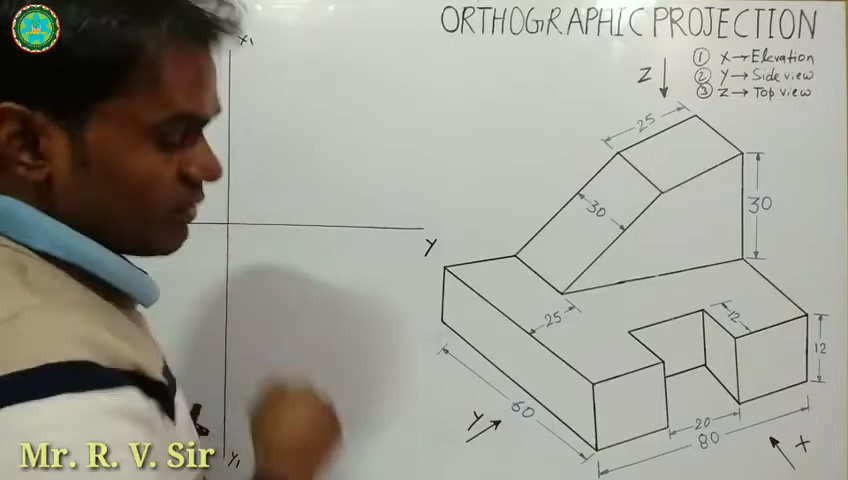 ORTHOGRAPHIC PROJECTION
① X→Elevation
② Y→Side view
③ Z→Top view
X₁
Z
25
30
30
Y
25
12
12
60
20
80
Y
X
Y₁
Mr. R. V. Sir